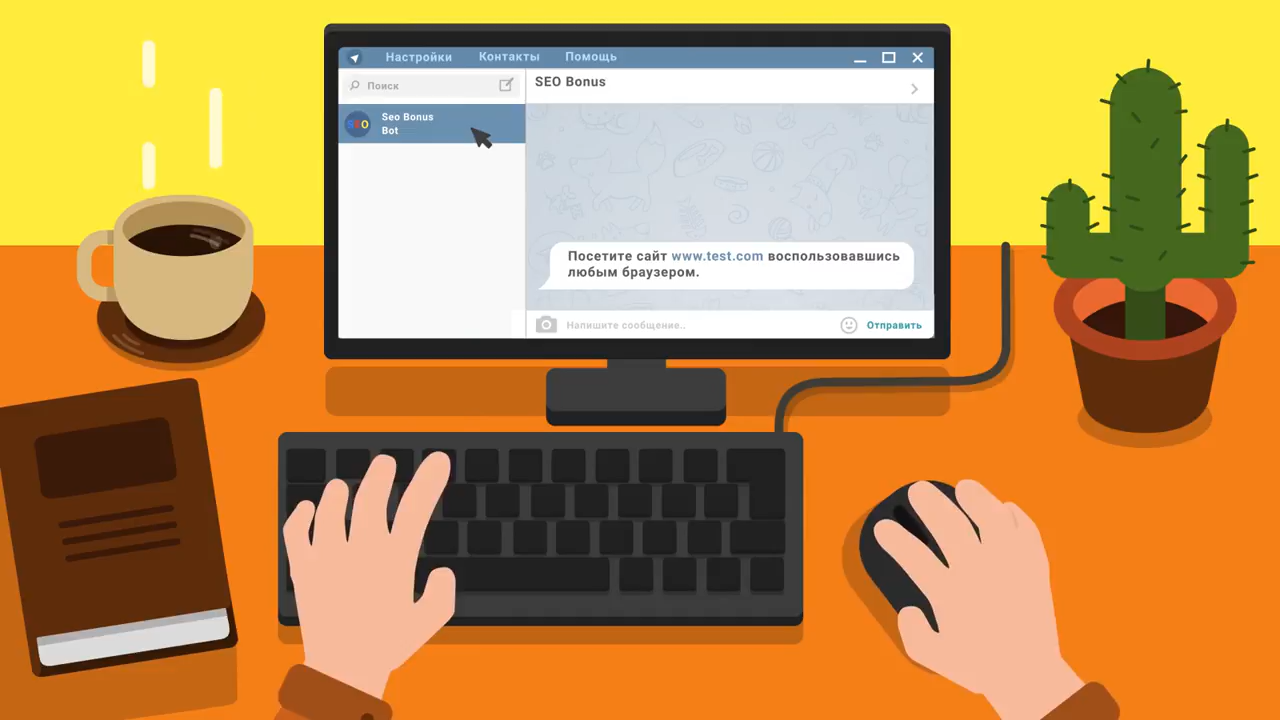 Настройки Контакты Помощь
Поиск
SEO Bonus
SEO
Seo Bonus
Bot
Посетите сайт www.test.com воспользовавшись
любым браузером.
Напишите сообщение.. Отправить